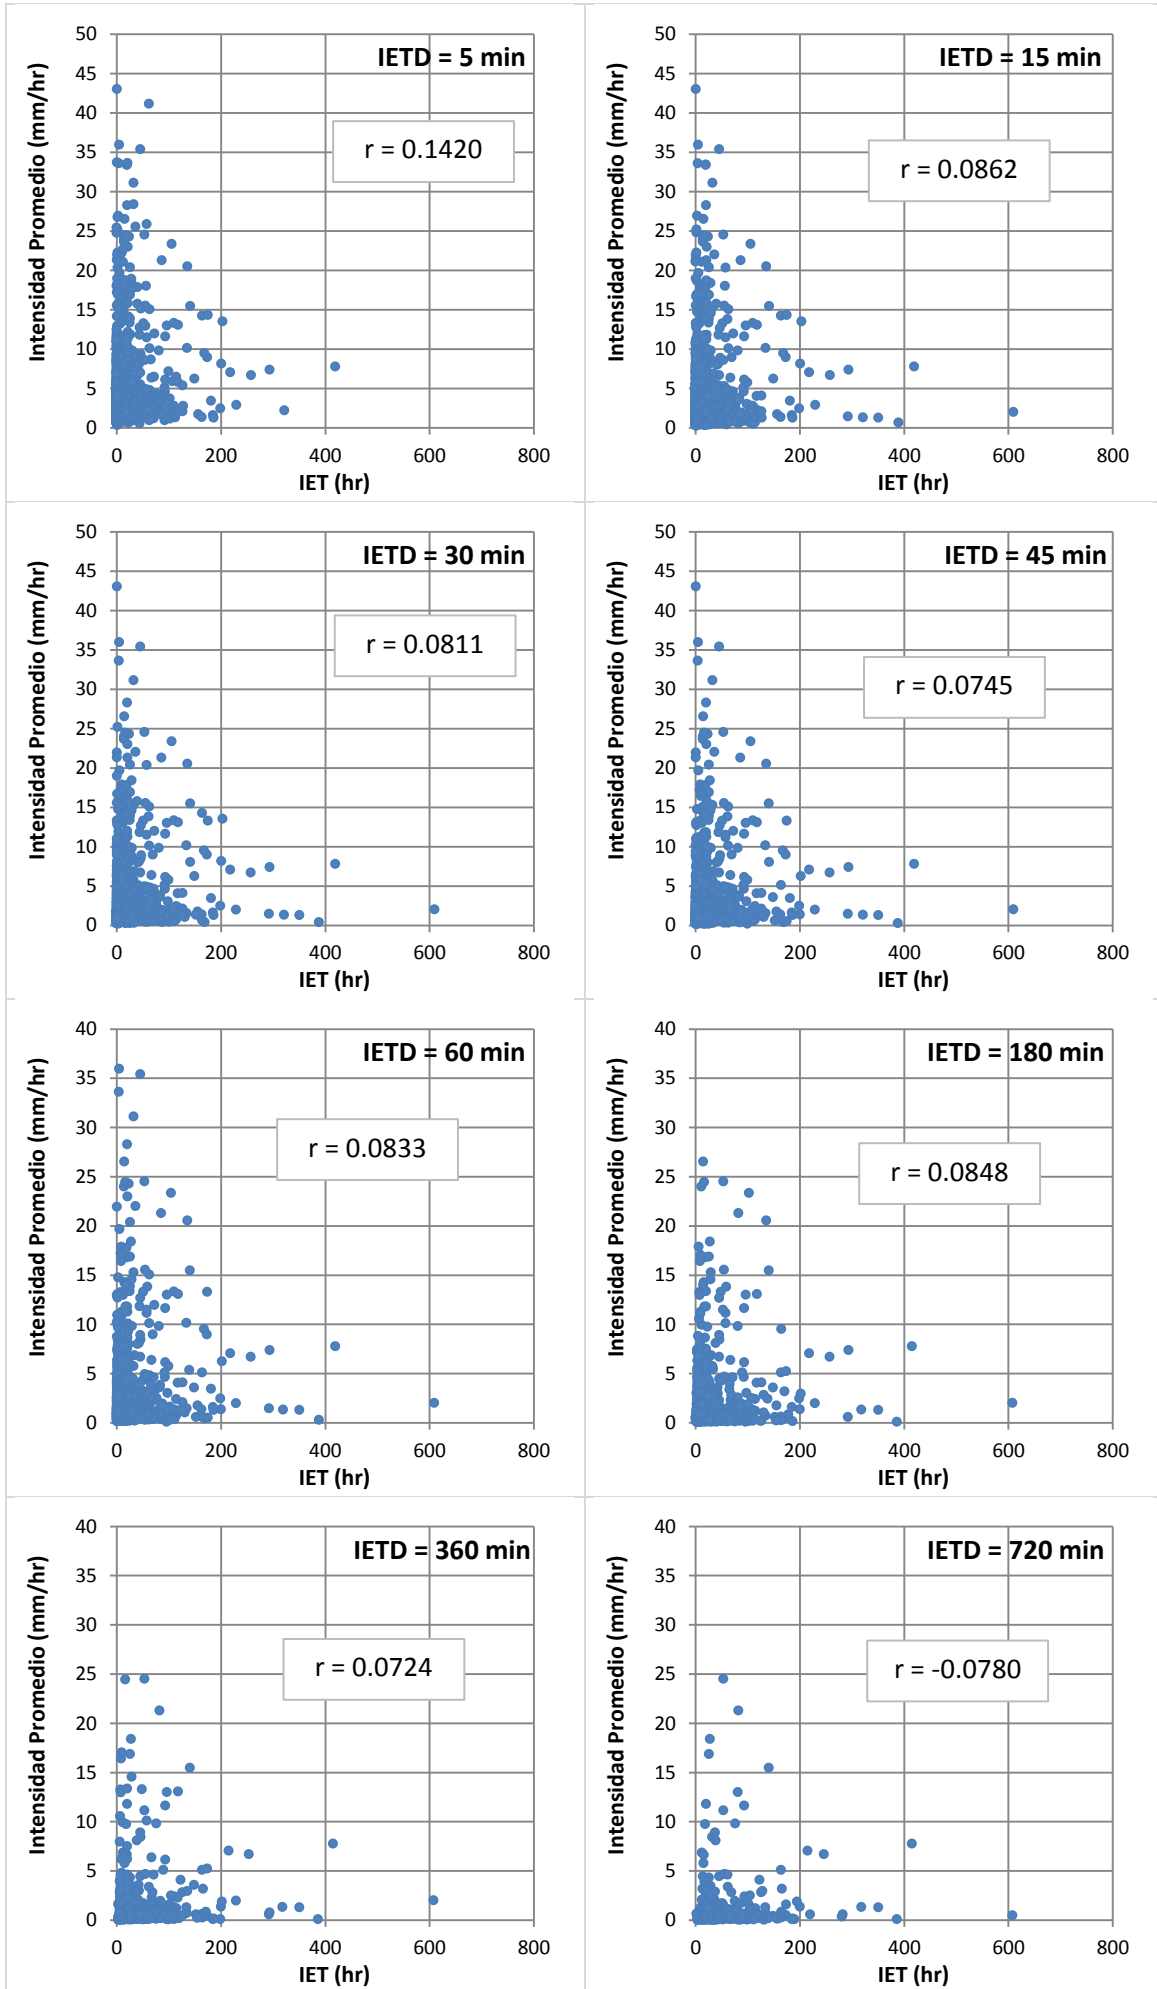 IETD = 5 min
r = 0.1420
Intensidad Promedio (mm/hr)
50
45
40
35
30
25
20
15
10
5
0
0 200 400 600 800
IET (hr)
IETD = 15 min
r = 0.0862
Intensidad Promedio (mm/hr)
50
45
40
35
30
25
20
15
10
5
0
0 200 400 600 800
IET (hr)
IETD = 30 min
r = 0.0811
Intensidad Promedio (mm/hr)
50
45
40
35
30
25
20
15
10
5
0
0 200 400 600 800
IET (hr)
IETD = 45 min
r = 0.0745
Intensidad Promedio (mm/hr)
50
45
40
35
30
25
20
15
10
5
0
0 200 400 600 800
IET (hr)
IETD = 60 min
r = 0.0833
Intensidad Promedio (mm/hr)
40
35
30
25
20
15
10
5
0
0 200 400 600 800
IET (hr)
IETD = 180 min
r = 0.0848
Intensidad Promedio (mm/hr)
40
35
30
25
20
15
10
5
0
0 200 400 600 800
IET (hr)
IETD = 360 min
r = 0.0724
Intensidad Promedio (mm/hr)
40
35
30
25
20
15
10
5
0
0 200 400 600 800
IET (hr)
IETD = 720 min
r = -0.0780
Intensidad Promedio (mm/hr)
40
35
30
25
20
15
10
5
0
0 200 400 600 800
IET (hr)